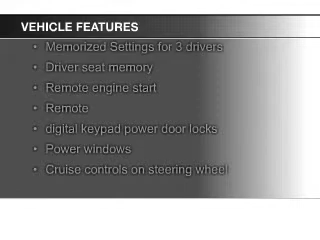 VEHICLE FEATURES
• Memorized Settings for 3 drivers
• Driver seat memory
• Remote engine start
• Remote
• digital keypad power door locks
• Power windows
• Cruise controls on steering wheel